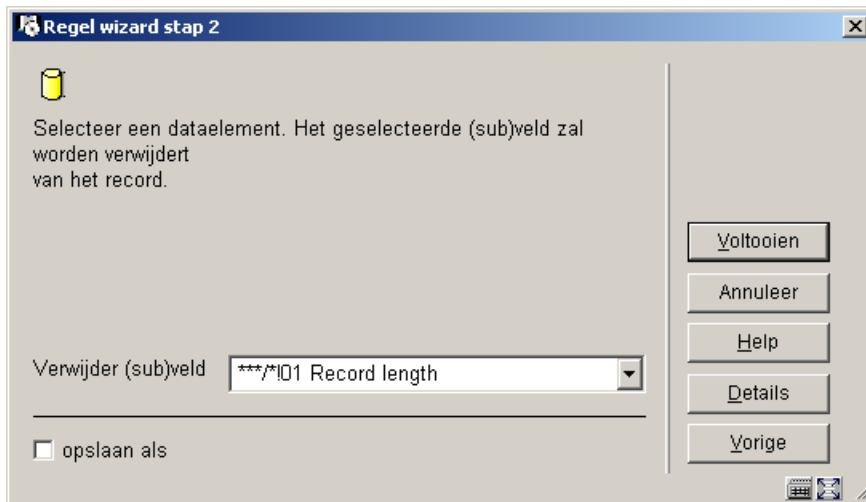 Regel wizard stap 2
Selecteer een dataelement. Het geselecteerde (sub)veld zal
worden verwijdert
van het record.
Voltooien
Annuleer
Help
Verwijder (sub)veld
***/*!01 Record length
Details
Vorige
opslaan als